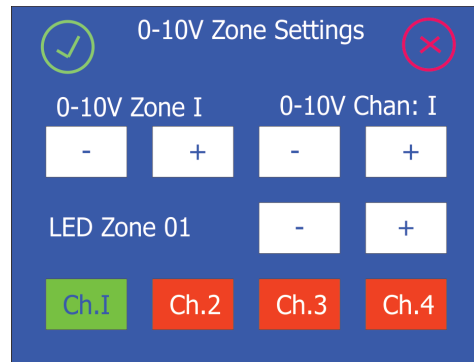 0-10V Zone Settings
0-10V Zone I 0-10V Chan: I
- + - +
LED Zone 01 - +
Ch.I Ch.2 Ch.3 Ch.4